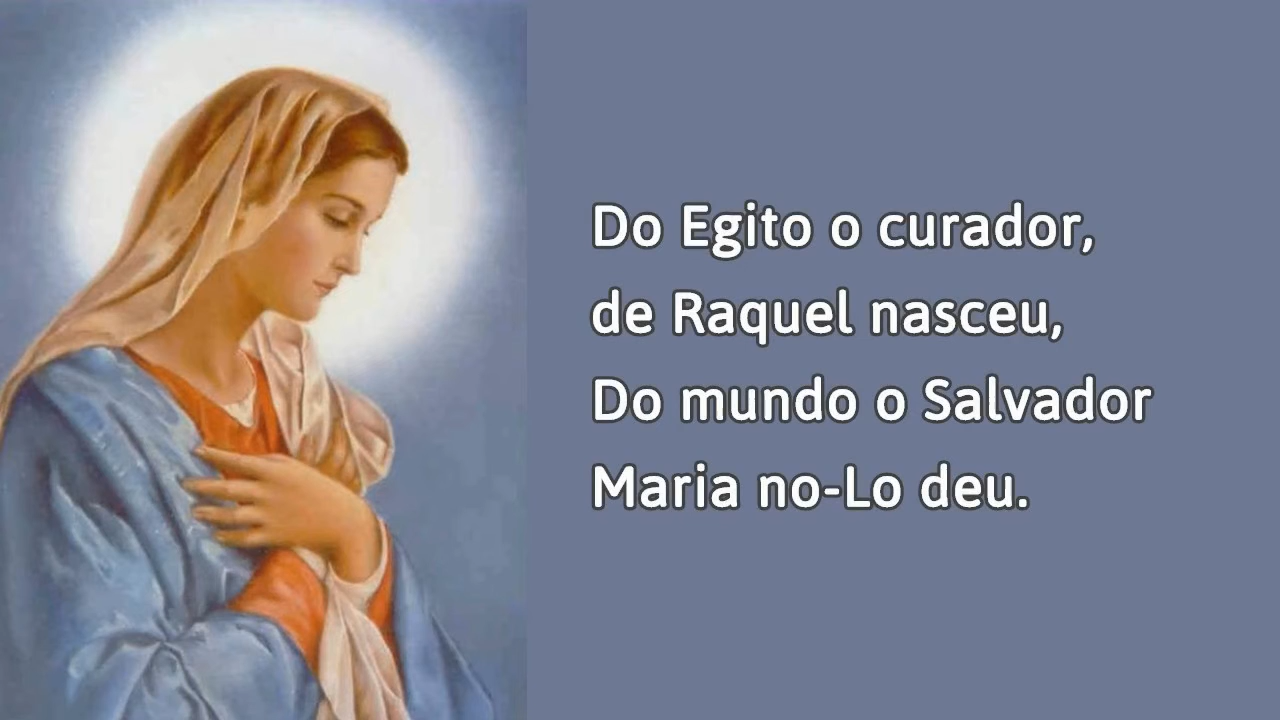 Do Egito o curador,
de Raquel nasceu,
Do mundo o Salvador
Maria no-Lo deu.